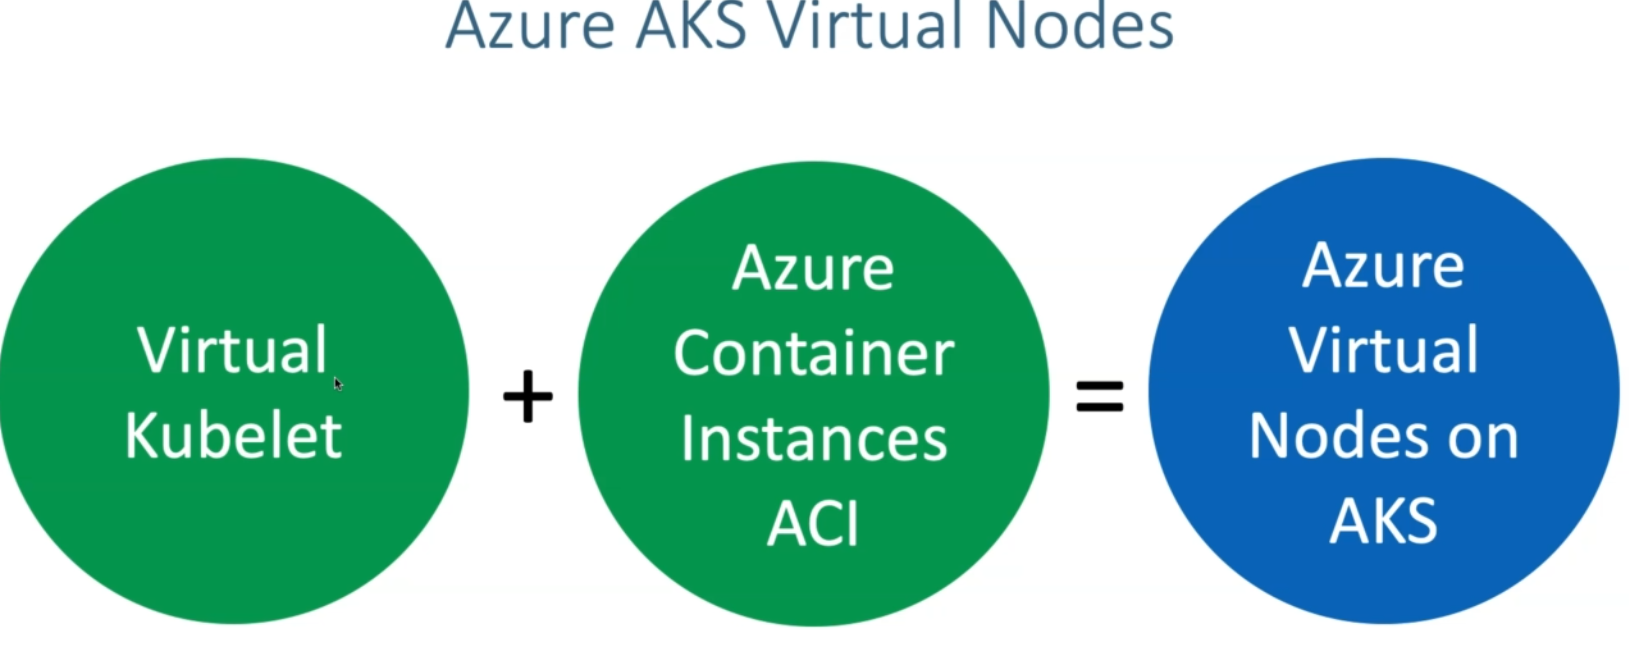 Azure AKS Virtual Nodes
Virtual
Kubelet
+
Azure
Container
Instances
ACI
=
Azure
Virtual
Nodes on
AKS